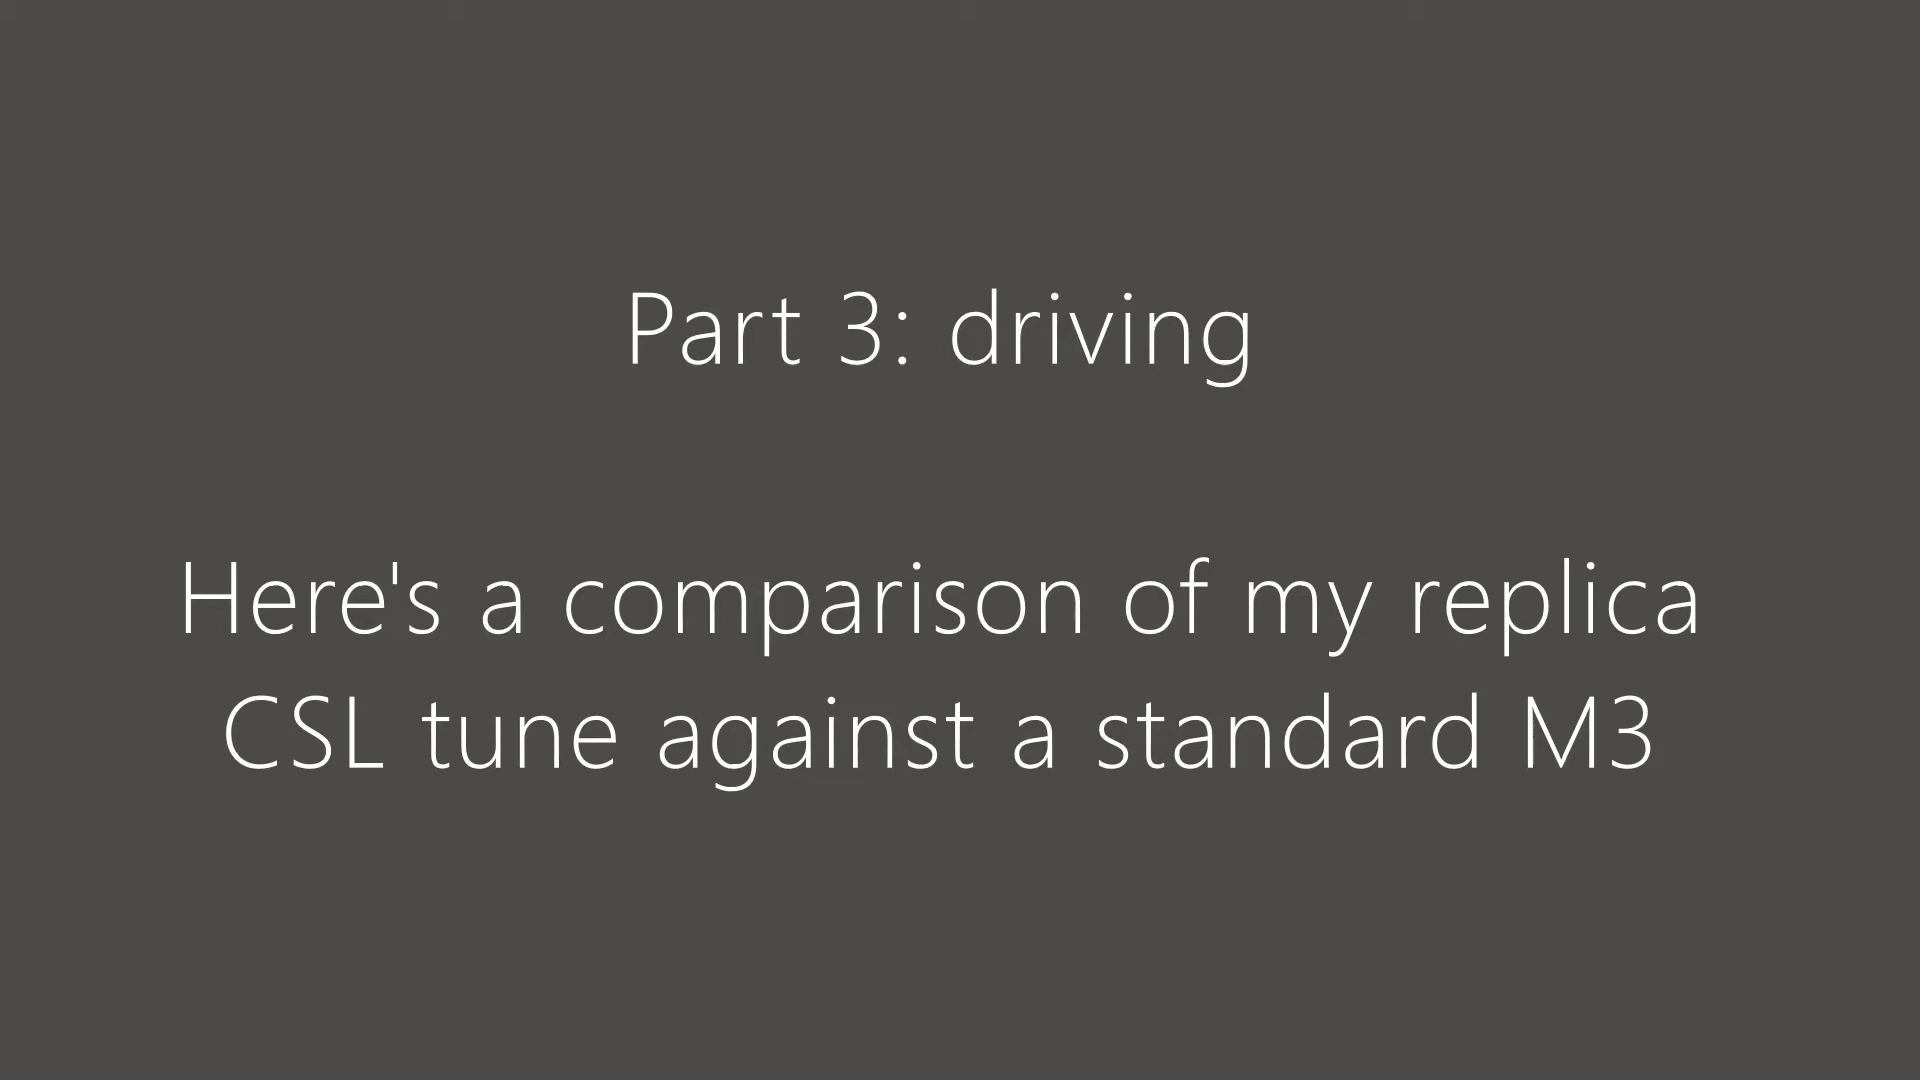 Part 3: driving
Here's a comparison of my replica
CSL tune against a standard M3